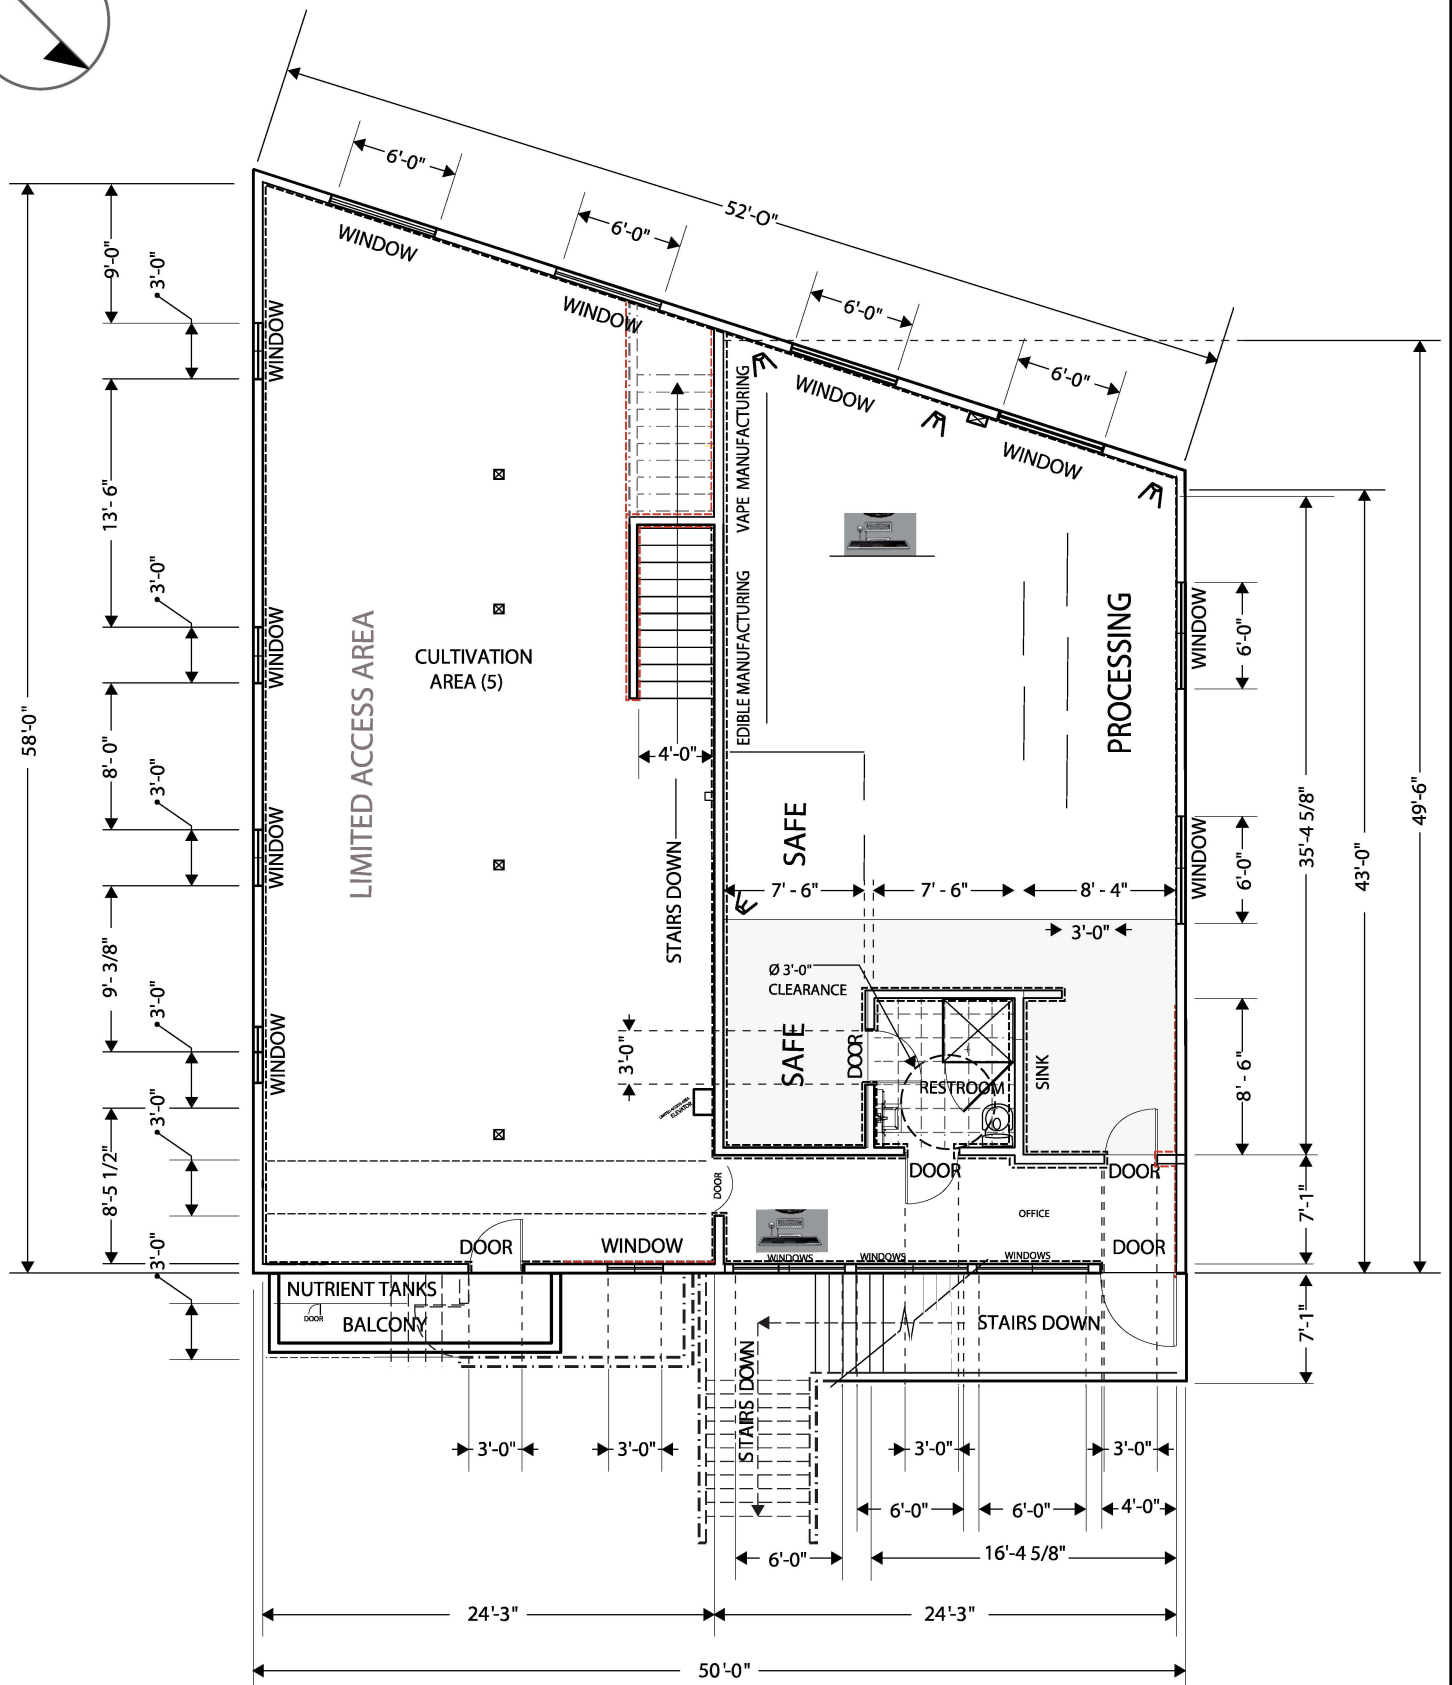 6'-0"
6'-0"
52'-O"
6'-0"
6'-0"
WINDOW
WINDOW
WINDOW
WINDOW
9'-0"
3'-0"
WINDOW
13'- 6"
3'-0"
WINDOW
58'-0"
8'- 0"
3'-0"
WINDOW
9'- 3/8"
3'-0"
WINDOW
3'-0"
8'-5 1/2"
3'-0"
LIMITED ACCESS AREA
CULTIVATION
AREA (5)
4'-0"
STAIRS DOWN
3'-0"
LIMITED ACCESS AREA
ELEVATOR
VAPE MANUFACTURING
EDIBLE MANUFACTURING
PROCESSING
WINDOW
6'-0"
WINDOW
6'-0"
35'-4 5/8"
43'-0"
49'-6"
SAFE
7' - 6"
7' - 6"
8' - 4"
3'-0"
Ø 3'-0"
CLEARANCE
SAFE
DOOR
RESTROOM
SINK
8'- 6"
DOOR
DOOR
DOOR
OFFICE
7'-1"
DOOR
WINDOW
WINDOWS
WINDOWS
WINDOWS
DOOR
NUTRIENT TANKS
DOOR
BALCONY
STAIRS DOWN
STAIRS DOWN
7'-1"
3'-0"
3'-0"
3'-0"
3'-0"
6'-0"
6'-0"
4'-0"
6'-0"
16'-4 5/8"
24'-3"
24'-3"
50'-0"